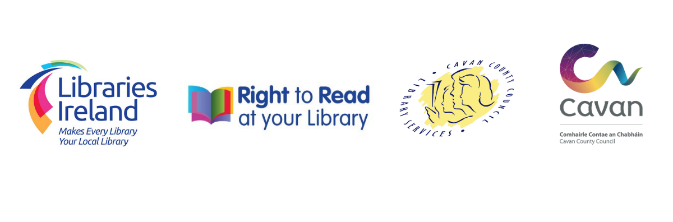 Libraries
Ireland
Makes Every Library
Your Local Library
Right to Read
at your Library
• CAVAN COUNTY COUNCIL •
LIBRARY SERVICES
Cavan
Comhairle Contae an Chabháin
Cavan County Council